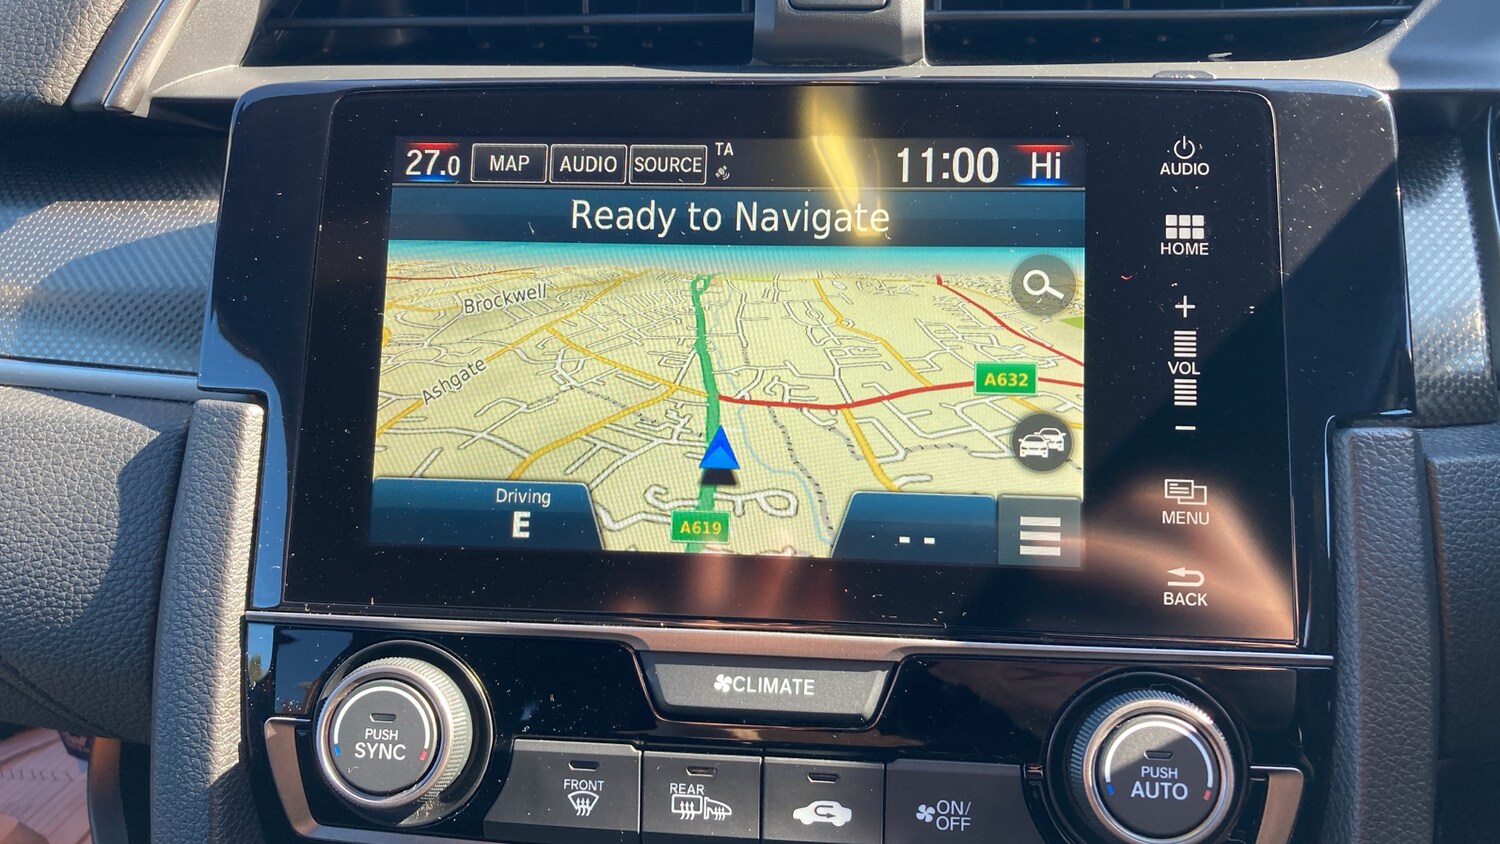 27.0 MAP AUDIO SOURCE TA 11:00 Hi
Ready to Navigate
Brockwell
Ashgate
A632
Driving
E
A619
- -
AUDIO
HOME
+
VOL
−
MENU
BACK
CLIMATE
PUSH
SYNC
FRONT
REAR
ON/
OFF
PUSH
AUTO